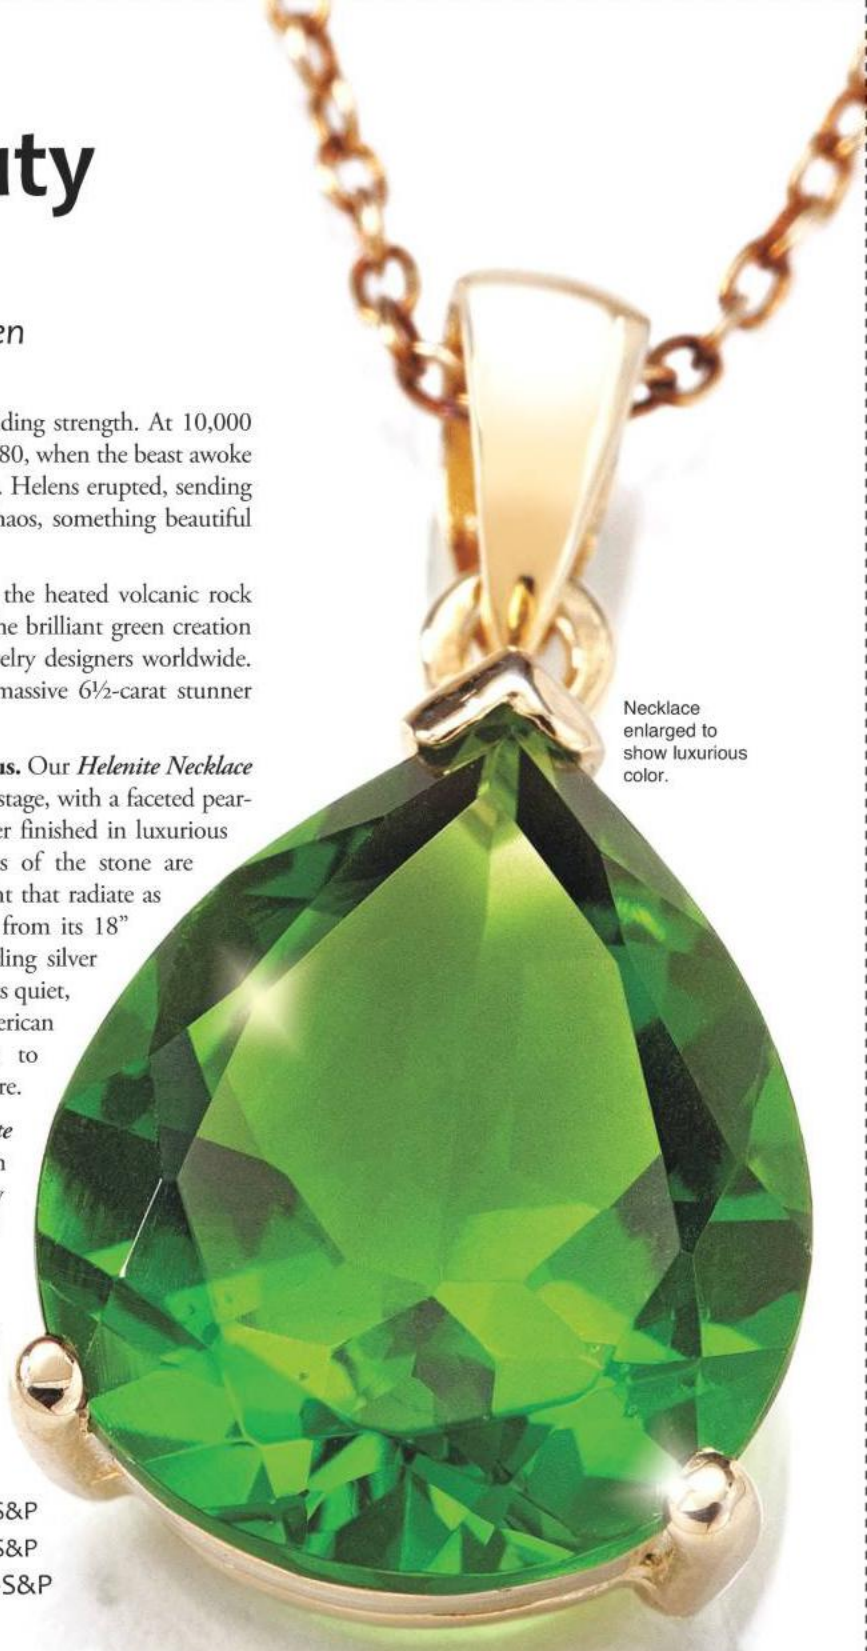 uty
en
ding strength. At 10,000
80, when the beast awoke
. Helens erupted, sending
haos, something beautiful
the heated volcanic rock
he brilliant green creation
elry designers worldwide.
massive 6½-carat stunner
us. Our Helenite Necklace
stage, with a faceted pear-
er finished in luxurious
s of the stone are
nt that radiate as
from its 18”
ling silver
s quiet,
erican
to
re.
te
n
y
S&P
S&P
S&P
Necklace
enlarged to
show luxurious
color.